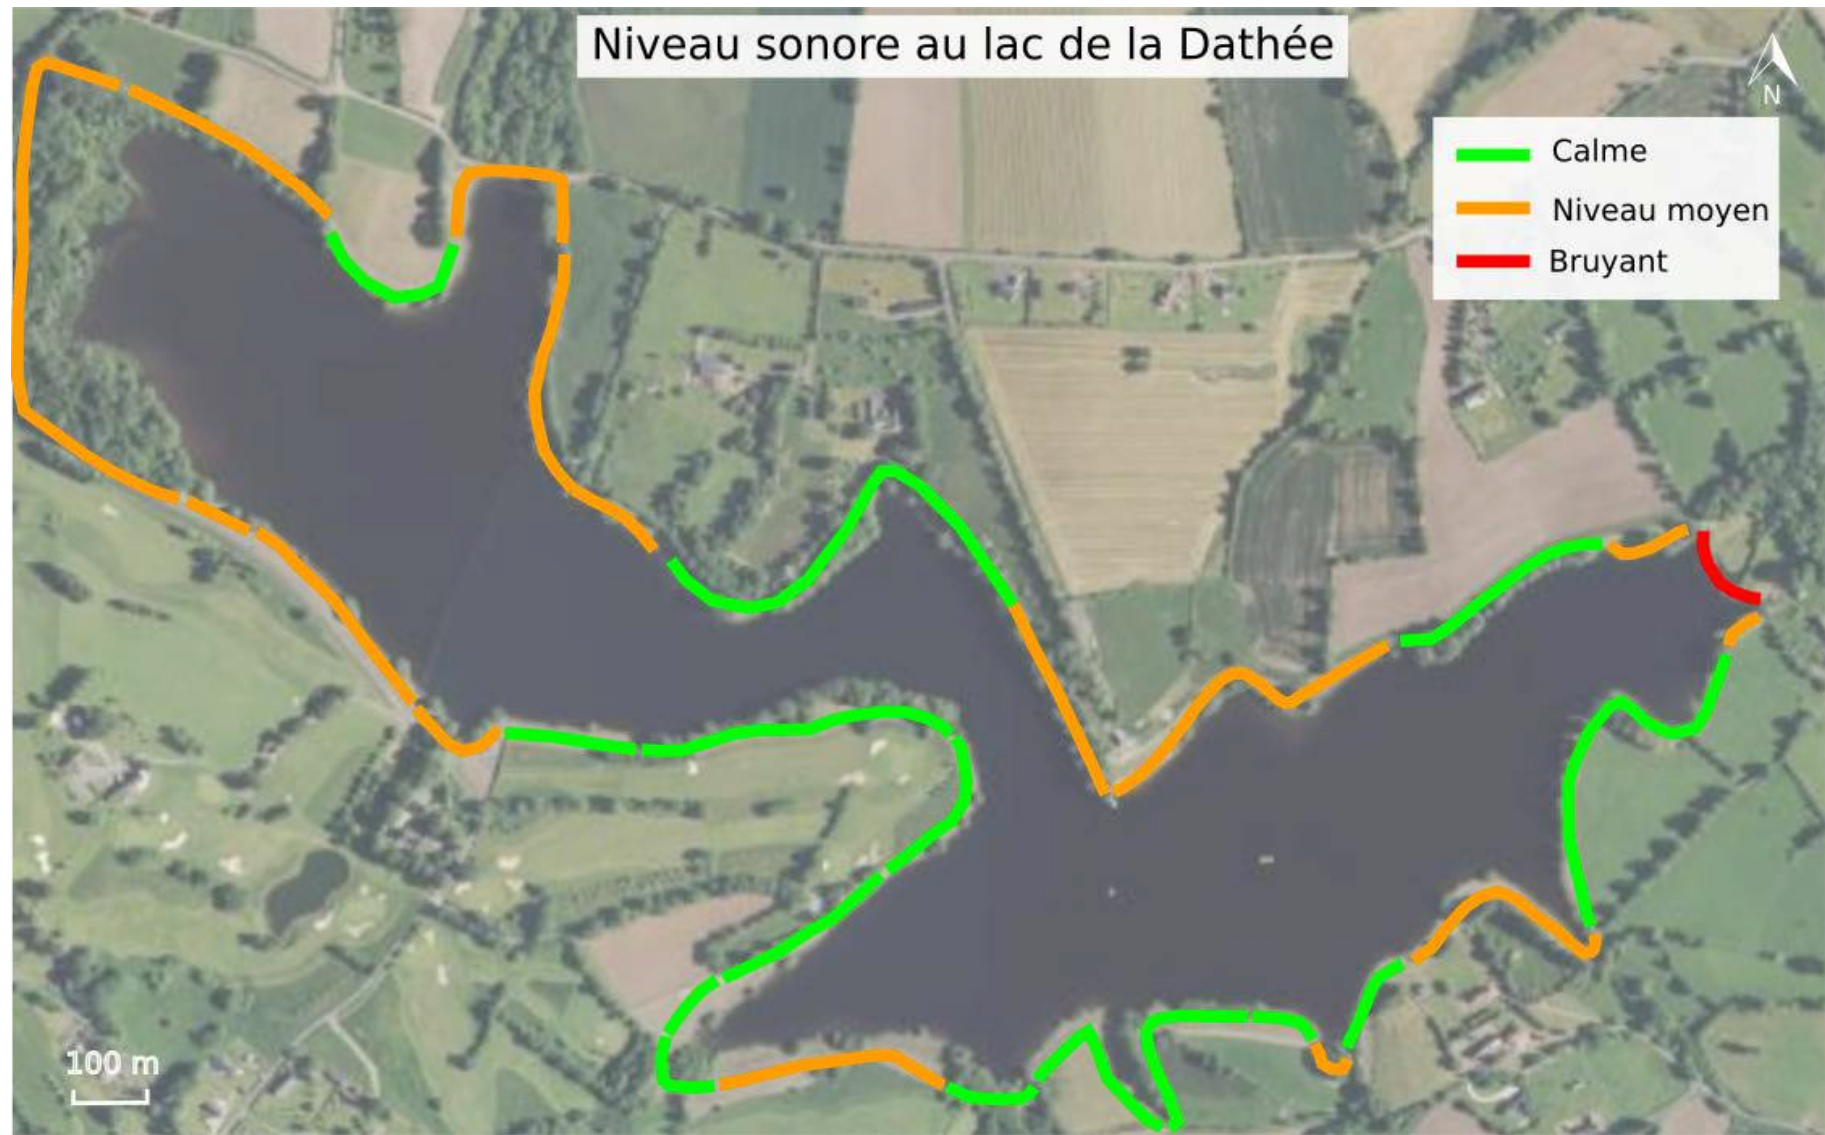 Niveau sonore au lac de la Dathée
N
Calme
Niveau moyen
Bruyant
100 m